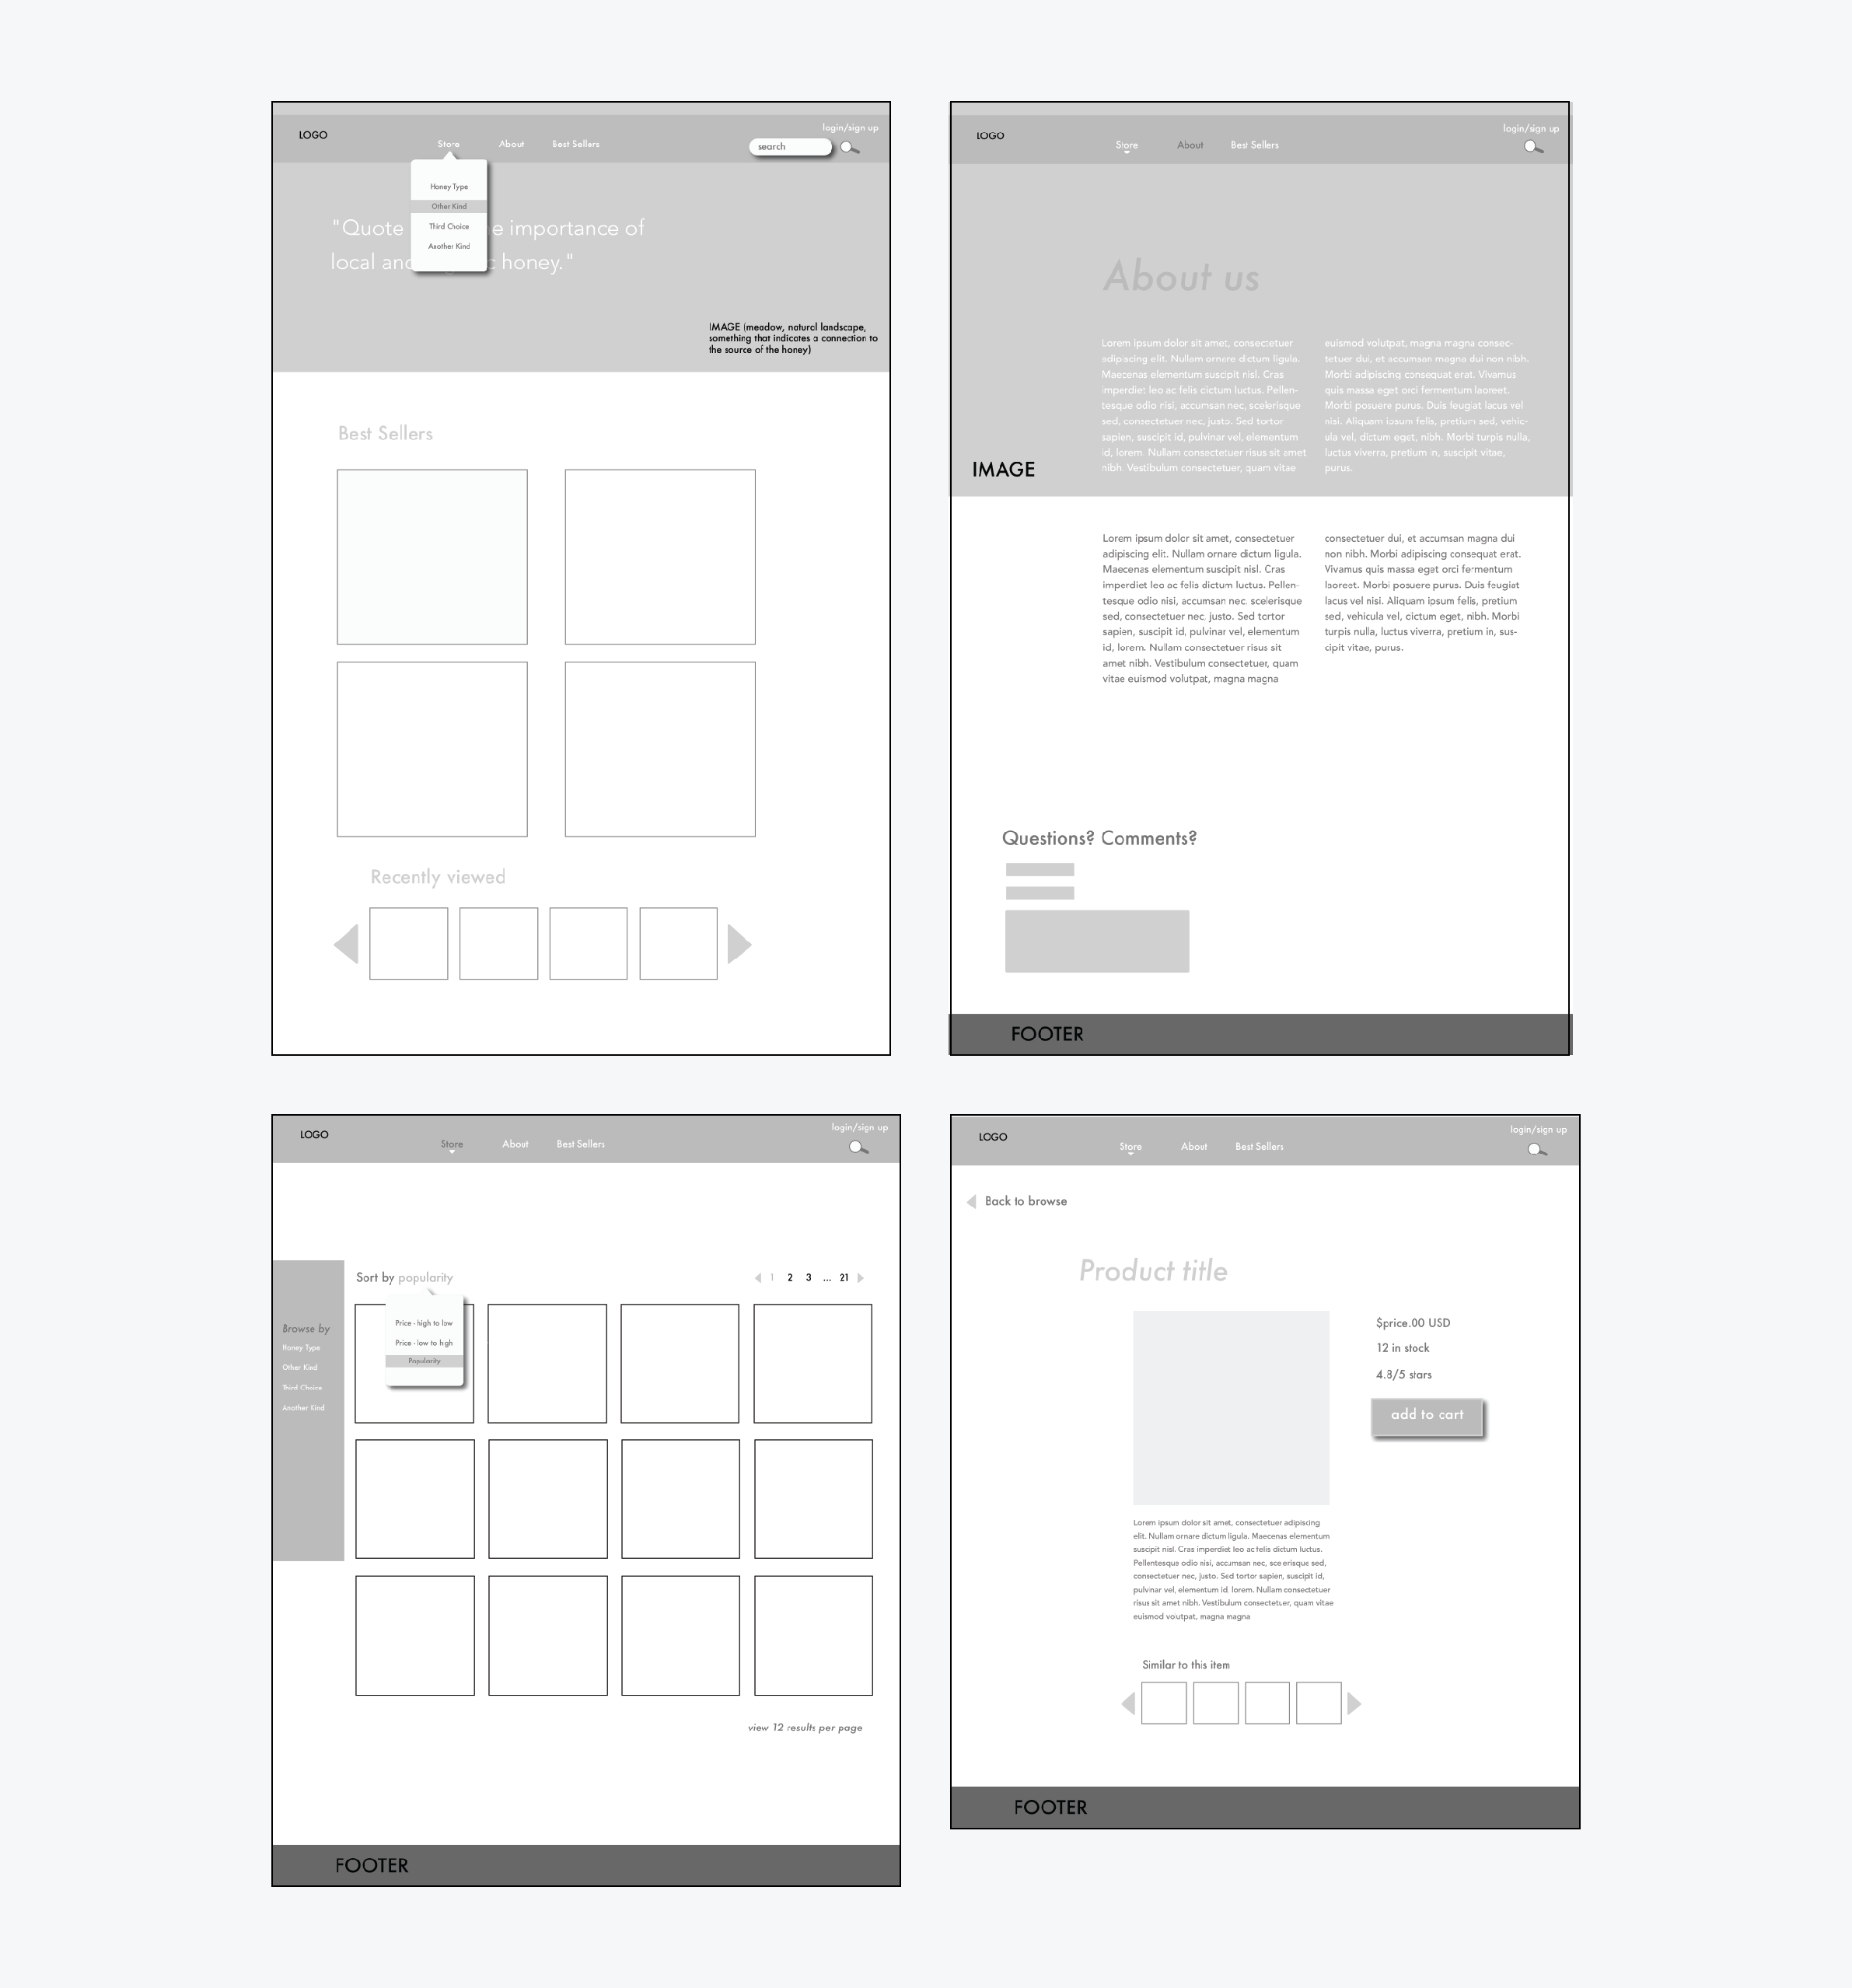 LOGO
Store
About
Best Sellers
login/sign up
search
Honey Type
Other Kind
Third Choice
Another Kind
"Quote e importance of
local and c honey."
IMAGE (meadow, natural landscape,
something that indicates a connection to
the source of the honey)
Best Sellers
Recently viewed
LOGO
Store
About
Best Sellers
login/sign up
About us
Lorem ipsum dolor sit amet, consectetuer
adipiscing elit. Nullam ornare dictum ligula.
Maecenas elementum suscipit nisl. Cras
imperdiet leo ac felis dictum luctus. Pellen-
tesque odio nisi, accumsan nec, scelerisque
sed, consectetuer nec, justo. Sed tortor
sapien, suscipit id, pulvinar vel, elementum
id, lorem. Nullam consectetuer risus sit amet
nibh. Vestibulum consectetuer, quam vitae
euismod volutpat, magna magna consec-
tetuer dui, et accumsan magna dui non nibh.
Morbi adipiscing consequat erat. Vivamus
quis massa eget orci fermentum laoreet.
Morbi posuere purus. Duis feugiat lacus vel
nisi. Aliquam ipsum felis, pretium sed, vehic-
ula vel, dictum eget, nibh. Morbi turpis nulla,
luctus viverra, pretium in, suscipit vitae,
purus.
IMAGE
Lorem ipsum dolor sit amet, consectetuer
adipiscing elit. Nullam ornare dictum ligula.
Maecenas elementum suscipit nisl. Cras
imperdiet leo ac felis dictum luctus. Pellen-
tesque odio nisi, accumsan nec, scelerisque
sed, consectetuer nec, justo. Sed tortor
sapien, suscipit id, pulvinar vel, elementum
id, lorem. Nullam consectetuer risus sit
amet nibh. Vestibulum consectetuer, quam
vitae euismod volutpat, magna magna
consectetuer dui, et accumsan magna dui
non nibh. Morbi adipiscing consequat erat.
Vivamus quis massa eget orci fermentum
laoreet. Morbi posuere purus. Duis feugiat
lacus vel nisi. Aliquam ipsum felis, pretium
sed, vehicula vel, dictum eget, nibh. Morbi
turpis nulla, luctus viverra, pretium in, sus-
cipit vitae, purus.
Questions? Comments?
FOOTER
LOGO
Store
About
Best Sellers
login/sign up
Sort by popularity
1 2 3 ... 21
Price - high to low
Price - low to high
Popularity
Browse by
Honey Type
Other Kind
Third Choice
Another Kind
view 12 results per page
FOOTER
LOGO
Store
About
Best Sellers
login/sign up
Back to browse
Product title
$price.00 USD
12 in stock
4.8/5 stars
add to cart
Lorem ipsum dolor sit amet, consectetuer adipiscing
elit. Nullam ornare dictum ligula. Maecenas elementum
suscipit nisl. Cras imperdiet leo ac felis dictum luctus.
Pellentesque odio nisi, accumsan nec, scelerisque sed,
consectetuer nec, justo. Sed tortor sapien, suscipit id,
pulvinar vel, elementum id, lorem. Nullam consectetuer
risus sit amet nibh. Vestibulum consectetuer, quam vitae
euismod volutpat, magna magna
Similar to this item
FOOTER